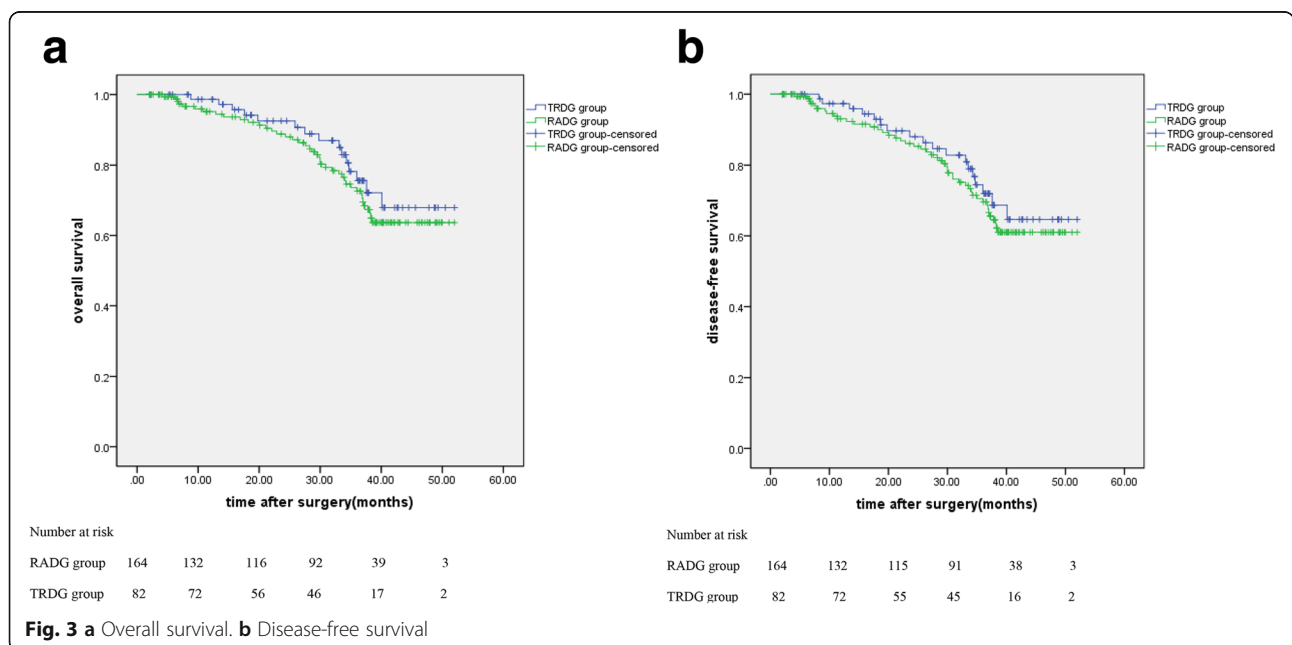 a
1.0
0.8
0.6
0.4
0.2
0.0
overall survival
.00 10.00 20.00 30.00 40.00 50.00 60.00
time after surgery(months)
TRDG group
RADG group
TRDG group-censored
RADG group-censored
Number at risk
RADG group 164 132 116 92 39 3
TRDG group 82 72 56 46 17 2
b
1.0
0.8
0.6
0.4
0.2
0.0
disease-free survival
.00 10.00 20.00 30.00 40.00 50.00 60.00
time after surgery(months)
TRDG group
RADG group
TRDG group-censored
RADG group-censored
Number at risk
RADG group 164 132 115 91 38 3
TRDG group 82 72 55 45 16 2
Fig. 3 a Overall survival. b Disease-free survival